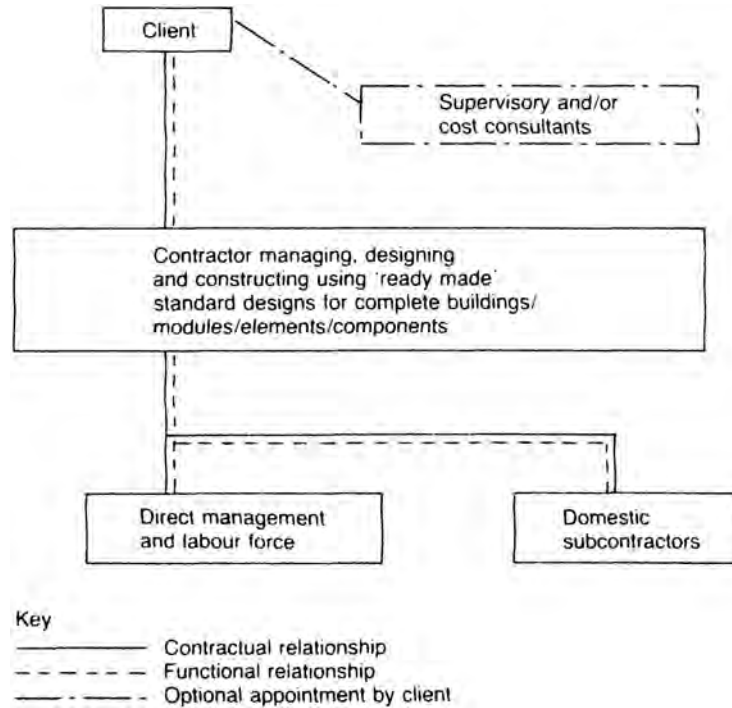 Client
Supervisory and/or
cost consultants
Contractor managing, designing
and constructing using 'ready made'
standard designs for complete buildings/
modules/elements/components
Direct management
and labour force
Domestic
subcontractors
Key
Contractual relationship
Functional relationship
Optional appointment by client